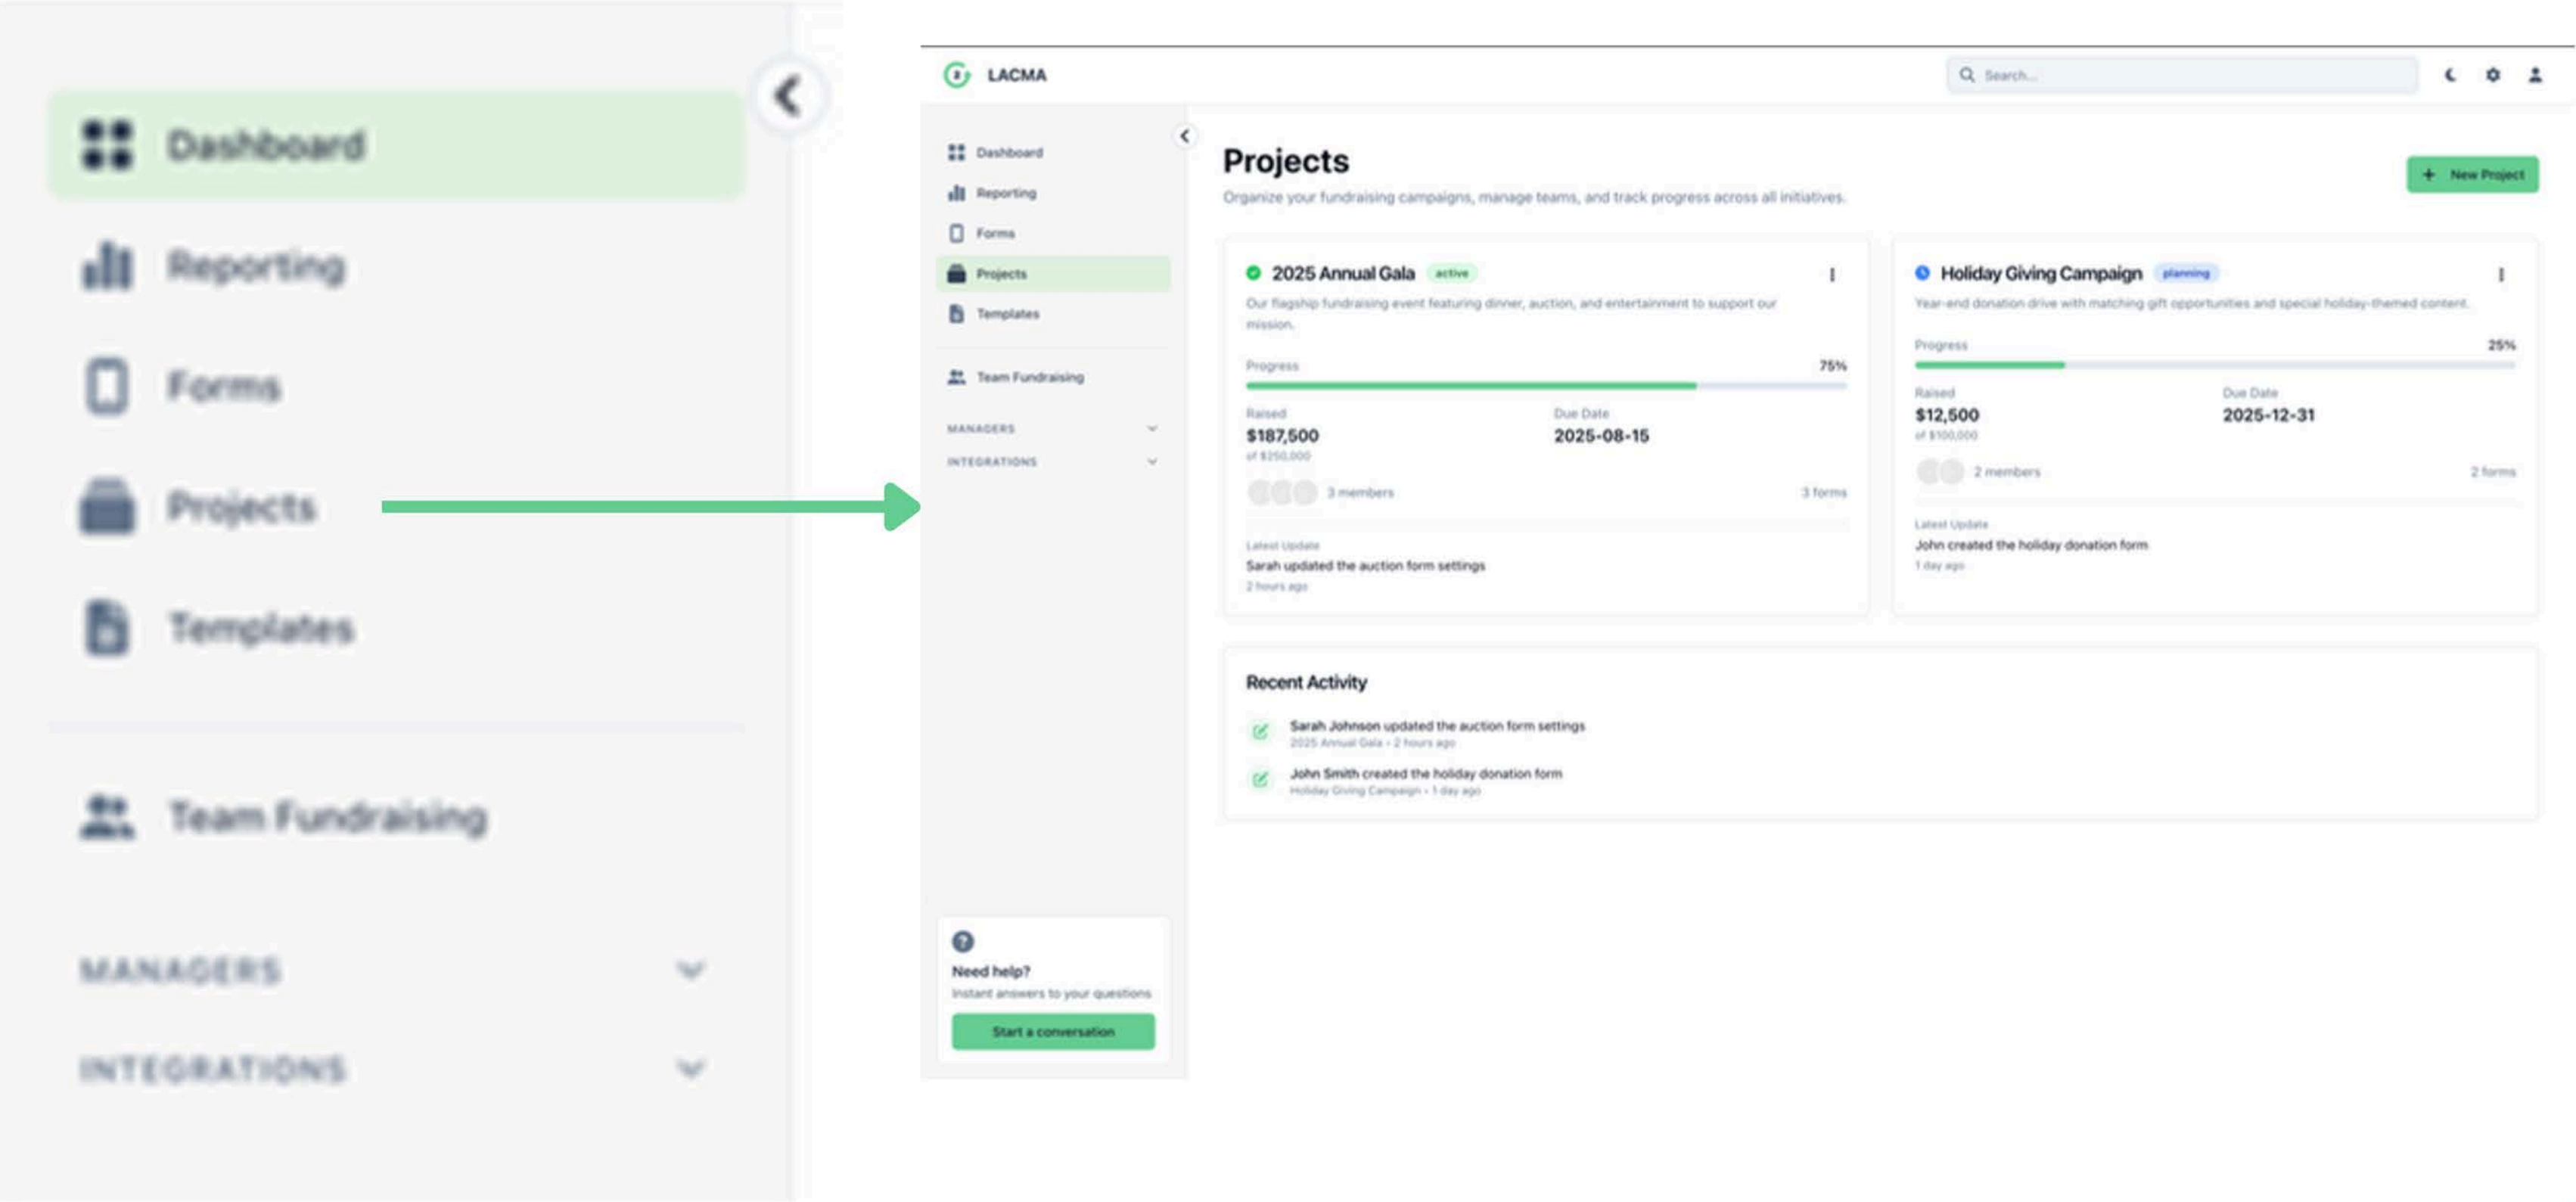 Dashboard
Reporting
Forms
Projects
Templates
Team Fundraising
MANAGERS
INTEGRATIONS
LACMA
Search...
Dashboard
Reporting
Forms
Projects
Templates
Team Fundraising
MANAGERS
INTEGRATIONS
Need help?
Instant answers to your questions
Start a conversation
Projects
Organize your fundraising campaigns, manage teams, and track progress across all initiatives.
+ New Project
2025 Annual Gala active
Our flagship fundraising event featuring dinner, auction, and entertainment to support our
mission.
Progress 75%
Raised Due Date
$187,500 2025-08-15
of $250,000
3 members 3 forms
Latest Update
Sarah updated the auction form settings
2 hours ago
Holiday Giving Campaign planning
Year-end donation drive with matching gift opportunities and special holiday-themed content.
Progress 25%
Raised Due Date
$12,500 2025-12-31
of $100,000
2 members 2 forms
Latest Update
John created the holiday donation form
1 day ago
Recent Activity
Sarah Johnson updated the auction form settings
2025 Annual Gala • 2 hours ago
John Smith created the holiday donation form
Holiday Giving Campaign • 1 day ago